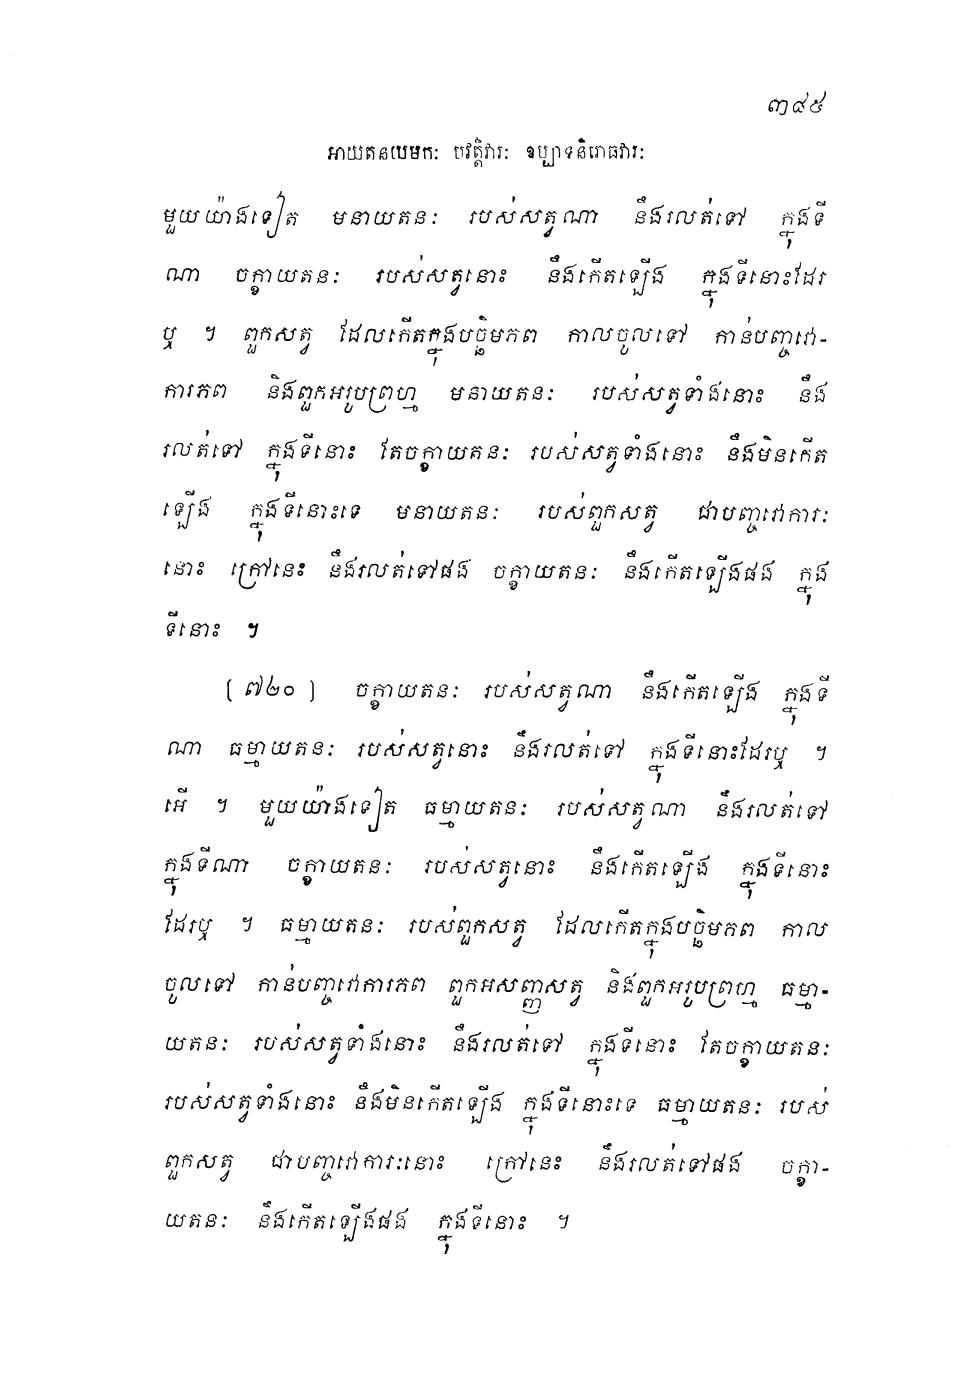 ៣៨៥
អាយតនយមកៈ បវត្តិវារៈ ឧប្បាទនិរោធវារៈ
មួយយ៉ាងទៀត មនាយតនៈ របស់សត្វណា នឹងរលត់ទៅ ក្នុងទី
ណា ចក្ខាយតនៈ របស់សត្វនោះ នឹងកើតឡើង ក្នុងទីនោះដែរ
ឬ ។ ពួកសត្វ ដែលកើតក្នុងបច្ឆិមភព កាលចូលទៅ កាន់បញ្ចវោ-
ការភព និងពួកអរូបព្រហ្ម មនាយតនៈ របស់សត្វទាំងនោះ នឹង
រលត់ទៅ ក្នុងទីនោះ តែចក្ខាយតនៈ របស់សត្វទាំងនោះ នឹងមិនកើត
ឡើង ក្នុងទីនោះទេ មនាយតនៈ របស់ពួកសត្វ ជាបញ្ចវោការៈ
នោះ ក្រៅនេះ នឹងរលត់ទៅផង ចក្ខាយតនៈ នឹងកើតឡើងផង ក្នុង
ទីនោះ ។
(៧២០) ចក្ខាយតនៈ របស់សត្វណា នឹងកើតឡើង ក្នុងទី
ណា ធម្មាយតនៈ របស់សត្វនោះ នឹងរលត់ទៅ ក្នុងទីនោះដែរឬ ។
អើ ។ មួយយ៉ាងទៀត ធម្មាយតនៈ របស់សត្វណា នឹងរលត់ទៅ
ក្នុងទីណា ចក្ខាយតនៈ របស់សត្វនោះ នឹងកើតឡើង ក្នុងទីនោះ
ដែរឬ ។ ធម្មាយតនៈ របស់ពួកសត្វ ដែលកើតក្នុងបច្ឆិមភព កាល
ចូលទៅ កាន់បញ្ចវោការភព ពួកអសញ្ញសត្វ និងពួកអរូបព្រហ្ម ធម្មា-
យតនៈ របស់សត្វទាំងនោះ នឹងរលត់ទៅ ក្នុងទីនោះ តែចក្ខាយតនៈ
របស់សត្វទាំងនោះ នឹងមិនកើតឡើង ក្នុងទីនោះទេ ធម្មាយតនៈ របស់
ពួកសត្វ ជាបញ្ចវោការៈនោះ ក្រៅនេះ នឹងរលត់ទៅផង ចក្ខា-
យតនៈ នឹងកើតឡើងផង ក្នុងទីនោះ ។